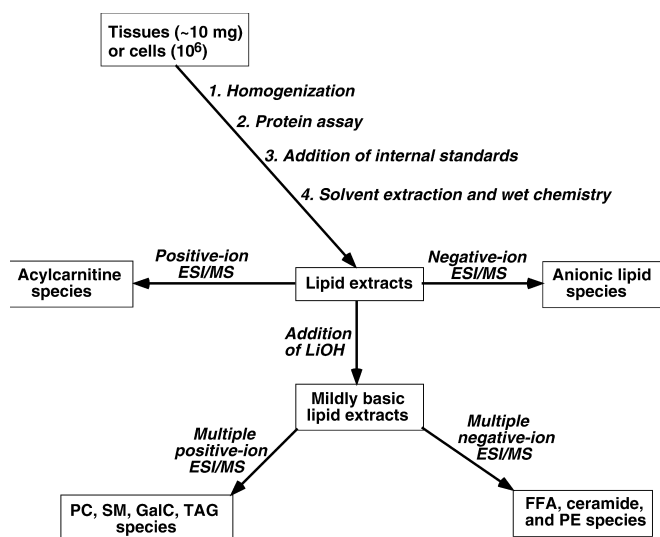 Tissues (~10 mg)
or cells (10⁶)
1. Homogenization
2. Protein assay
3. Addition of internal standards
4. Solvent extraction and wet chemistry
Positive-ion
ESI/MS
Negative-ion
ESI/MS
Acylcarnitine
species
Lipid extracts
Anionic lipid
species
Addition
of LiOH
Mildly basic
lipid extracts
Multiple
positive-ion
ESI/MS
Multiple
negative-ion
ESI/MS
PC, SM, GalC, TAG
species
FFA, ceramide,
and PE species